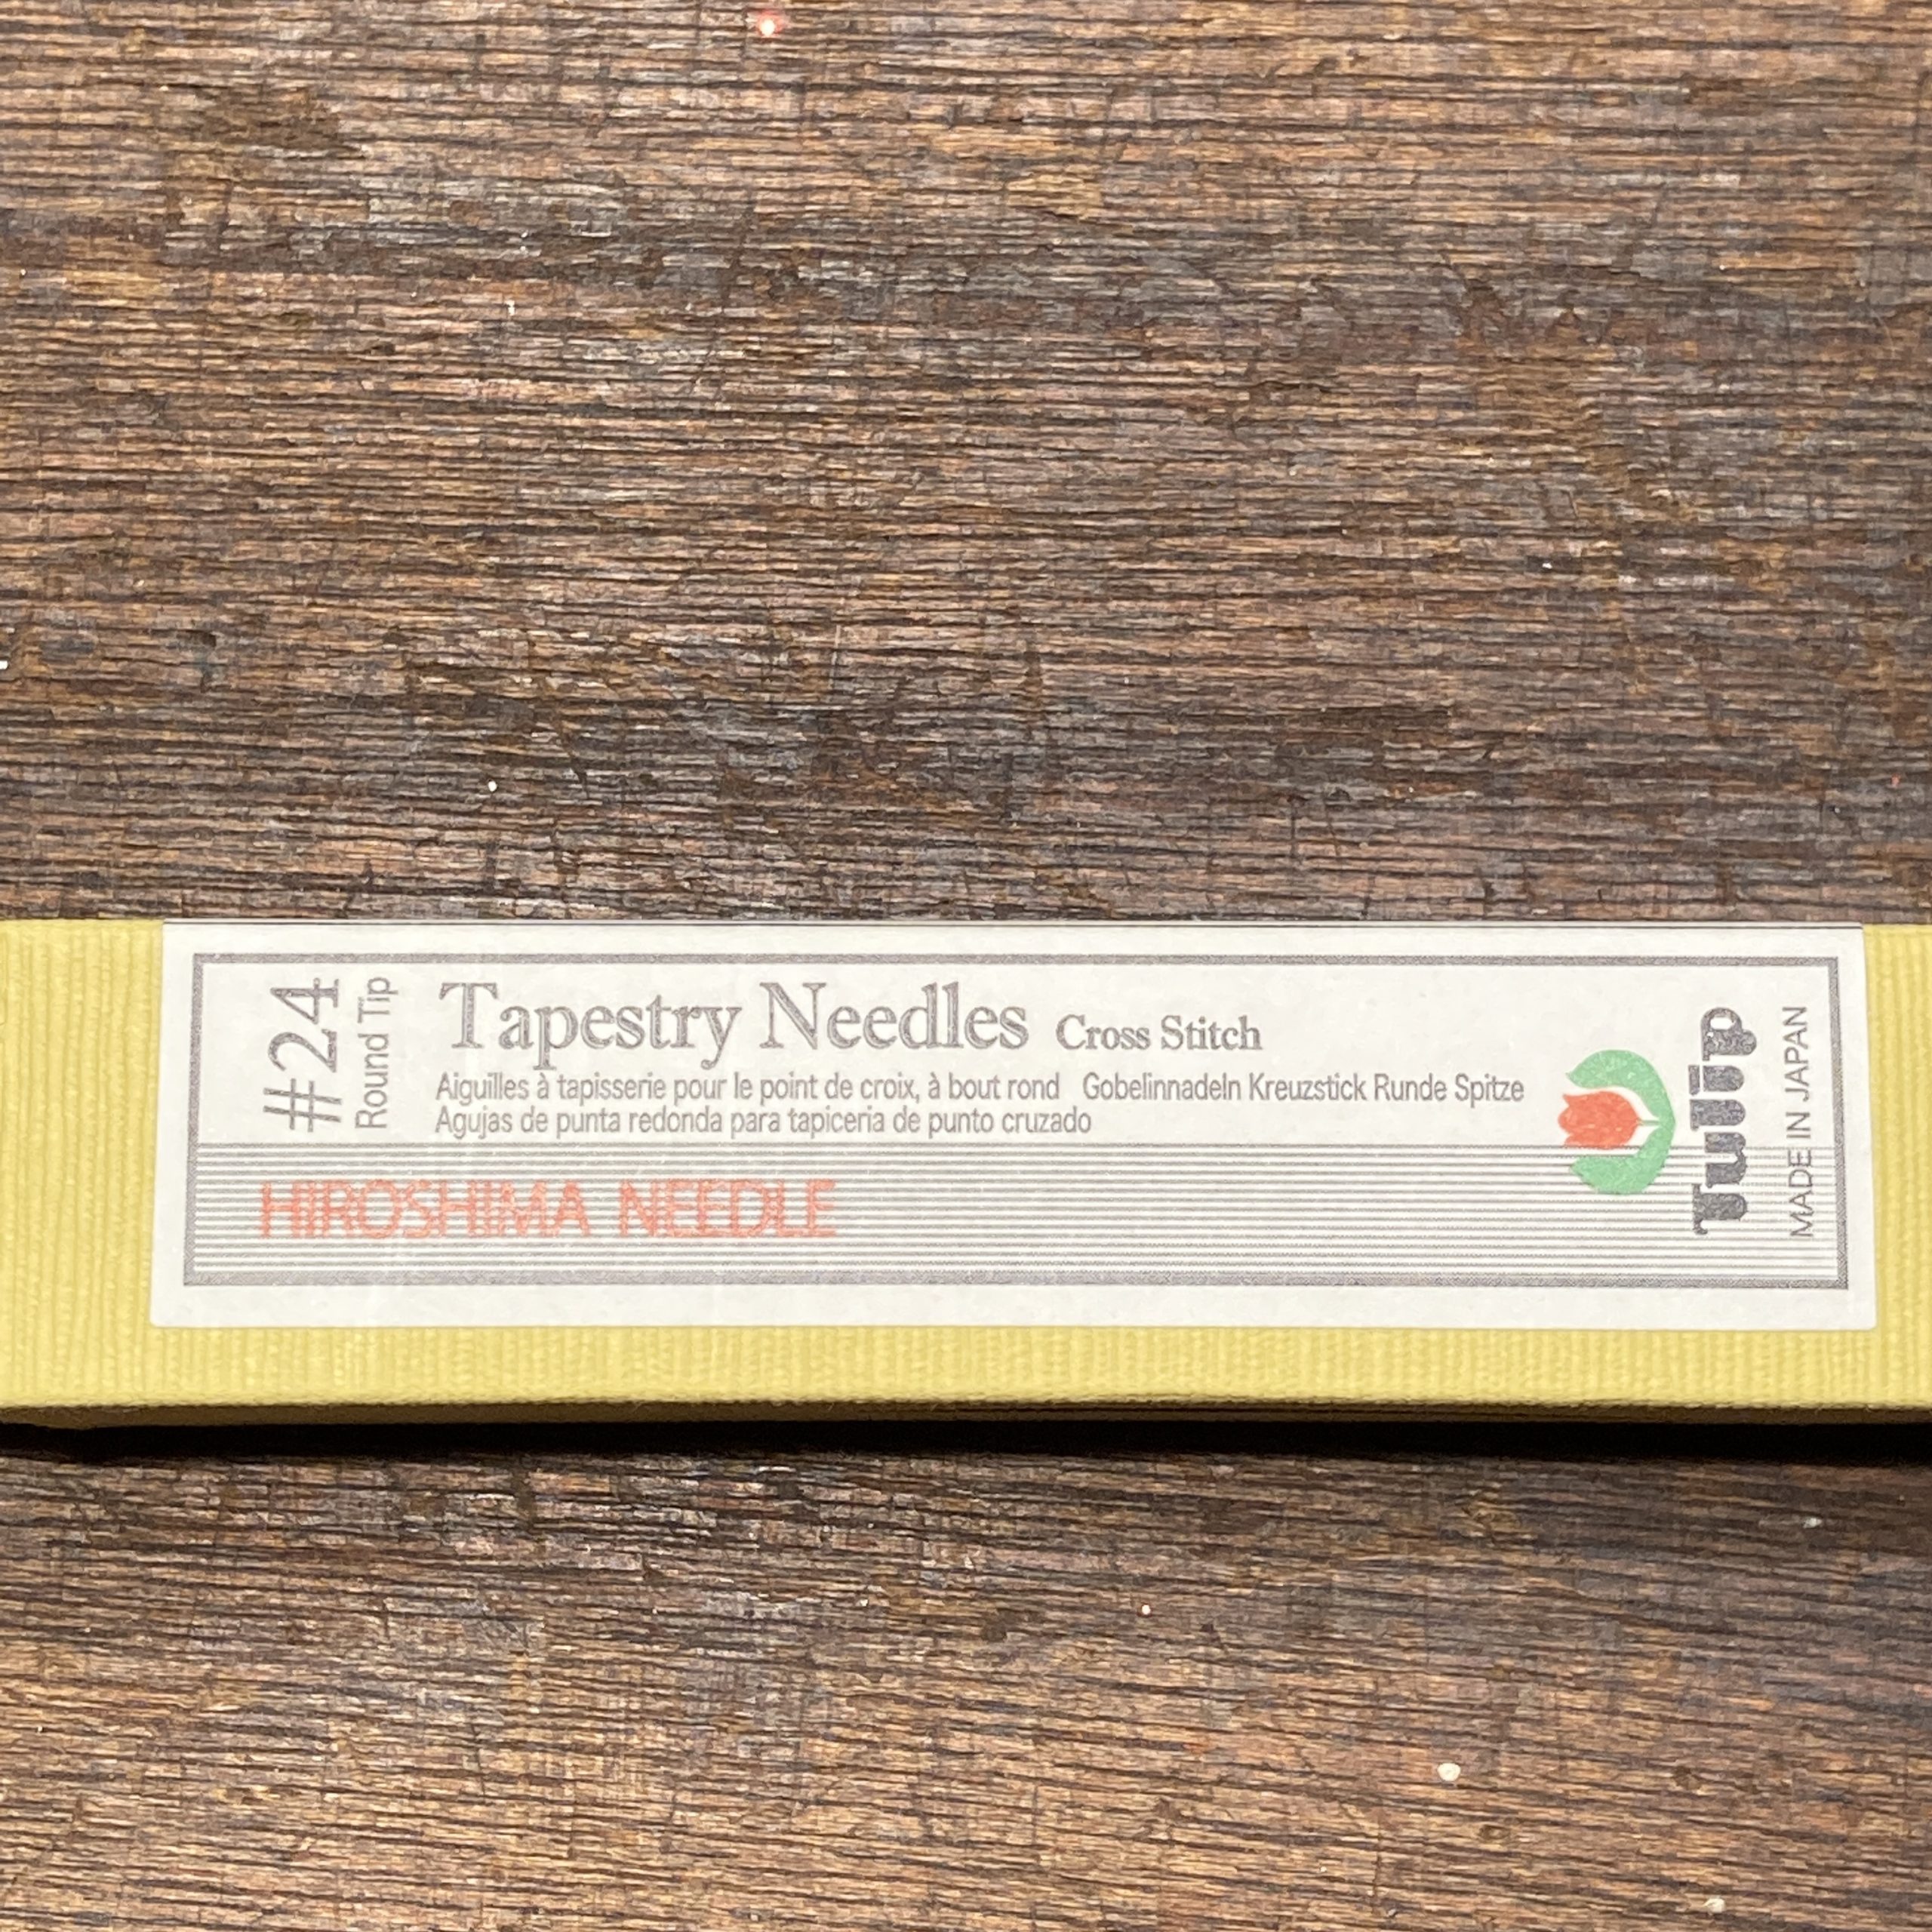 #24
Round Tip
Tapestry Needles Cross Stitch
Aiguilles à tapisserie pour le point de croix, à bout rond Gobelinnadeln Kreuzstick Runde Spitze
Agujas de punta redonda para tapiceria de punto cruzado
HIROSHIMA NEEDLE
Tulip
MADE IN JAPAN